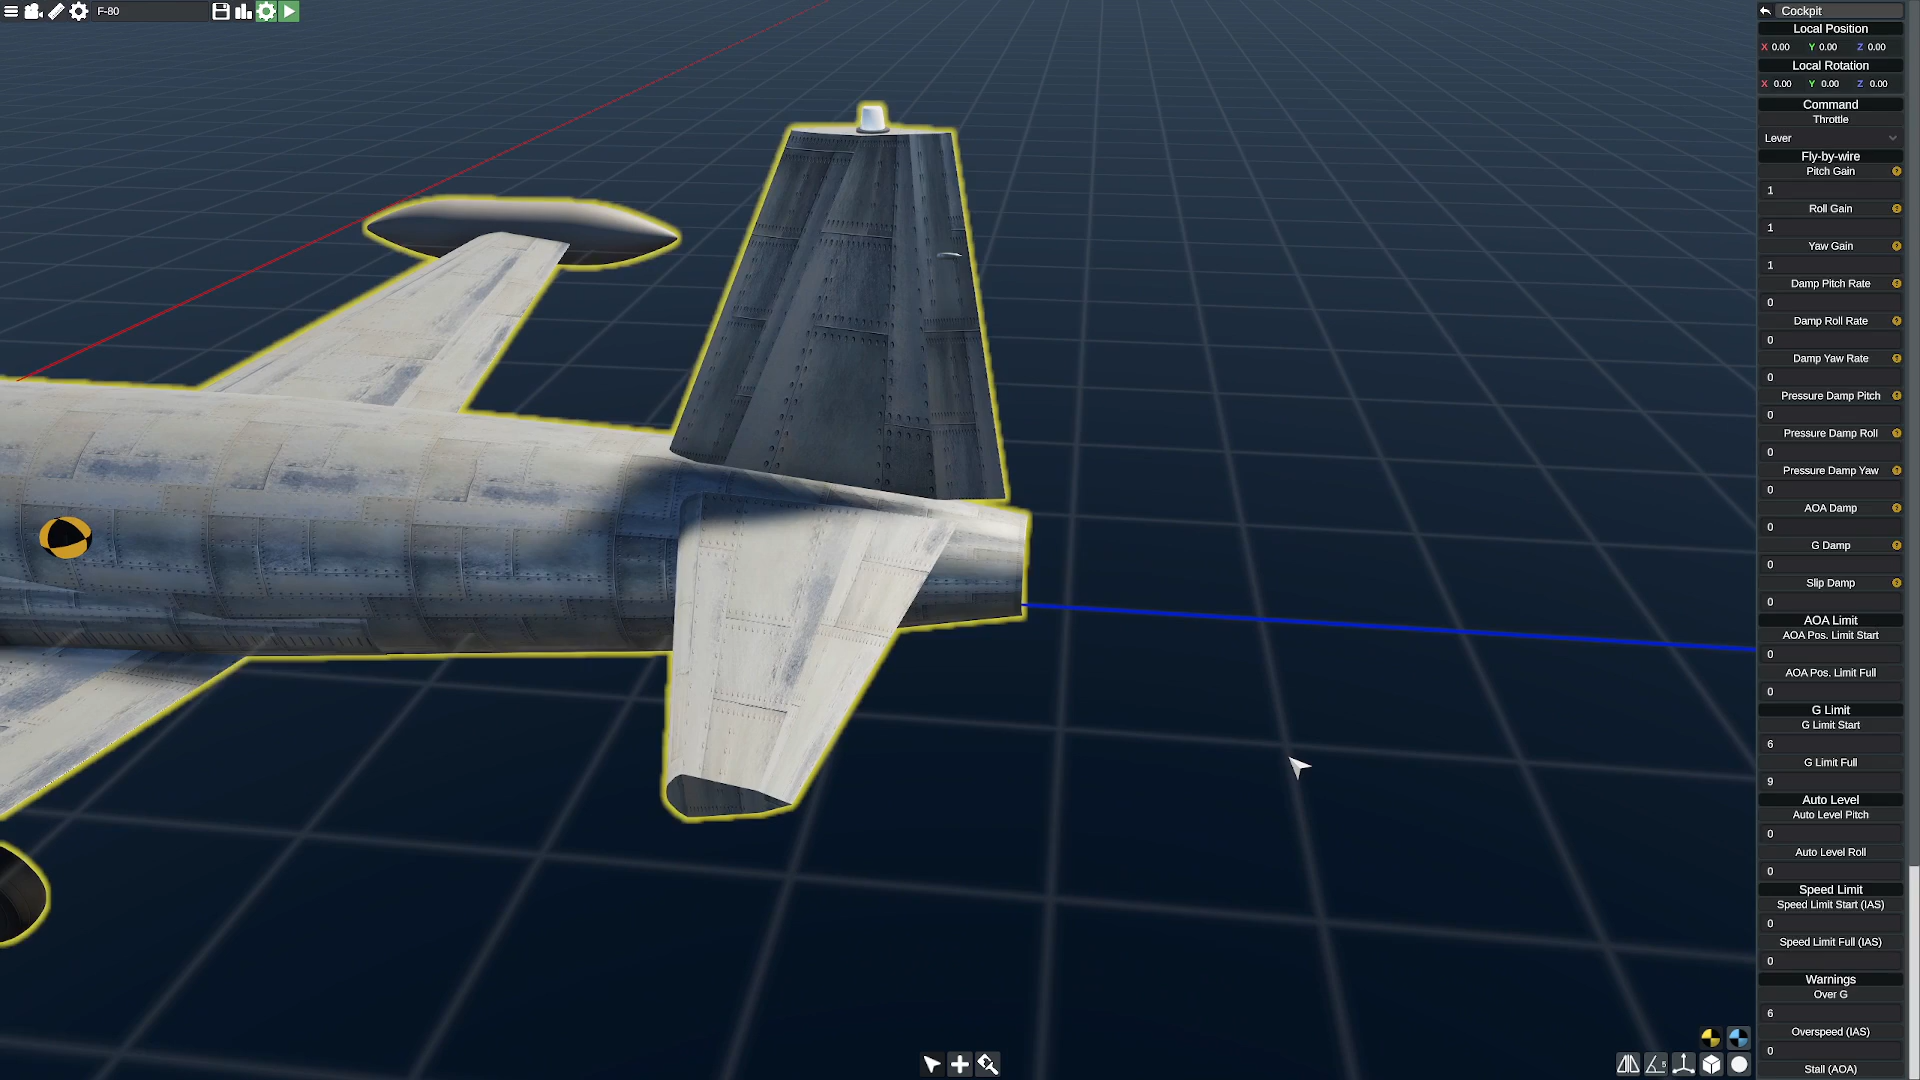 F-80
Cockpit
Local Position
X 0.00 Y 0.00 Z 0.00
Local Rotation
X 0.00 Y 0.00 Z 0.00
Command
Throttle
Lever
Fly-by-wire
Pitch Gain
1
Roll Gain
1
Yaw Gain
1
Damp Pitch Rate
0
Damp Roll Rate
0
Damp Yaw Rate
0
Pressure Damp Pitch
0
Pressure Damp Roll
0
Pressure Damp Yaw
0
AOA Damp
0
G Damp
0
Slip Damp
0
AOA Limit
AOA Pos. Limit Start
0
AOA Pos. Limit Full
0
G Limit
G Limit Start
6
G Limit Full
9
Auto Level
Auto Level Pitch
0
Auto Level Roll
0
Speed Limit
Speed Limit Start (IAS)
0
Speed Limit Full (IAS)
0
Warnings
Over G
6
Overspeed (IAS)
0
Stall (AOA)
5